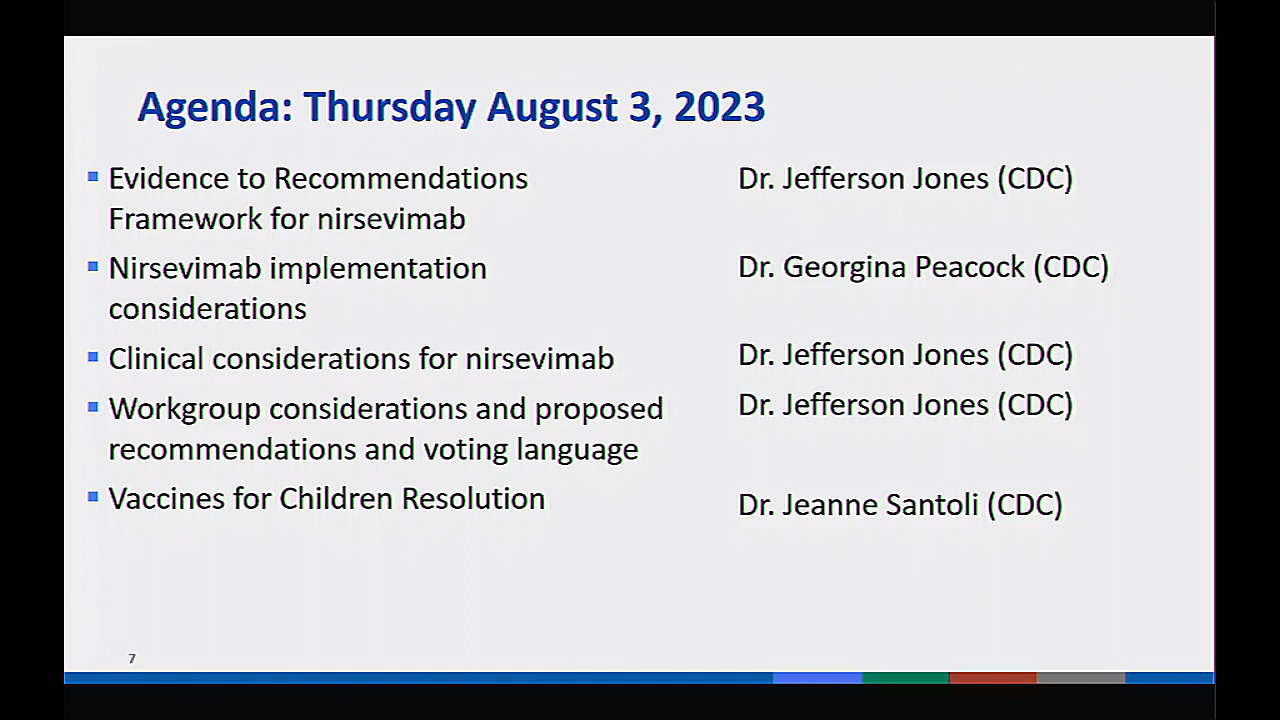 Agenda: Thursday August 3, 2023
▪ Evidence to Recommendations
Framework for nirsevimab
Dr. Jefferson Jones (CDC)
▪ Nirsevimab implementation
considerations
Dr. Georgina Peacock (CDC)
▪ Clinical considerations for nirsevimab
Dr. Jefferson Jones (CDC)
▪ Workgroup considerations and proposed
recommendations and voting language
Dr. Jefferson Jones (CDC)
▪ Vaccines for Children Resolution
Dr. Jeanne Santoli (CDC)
7